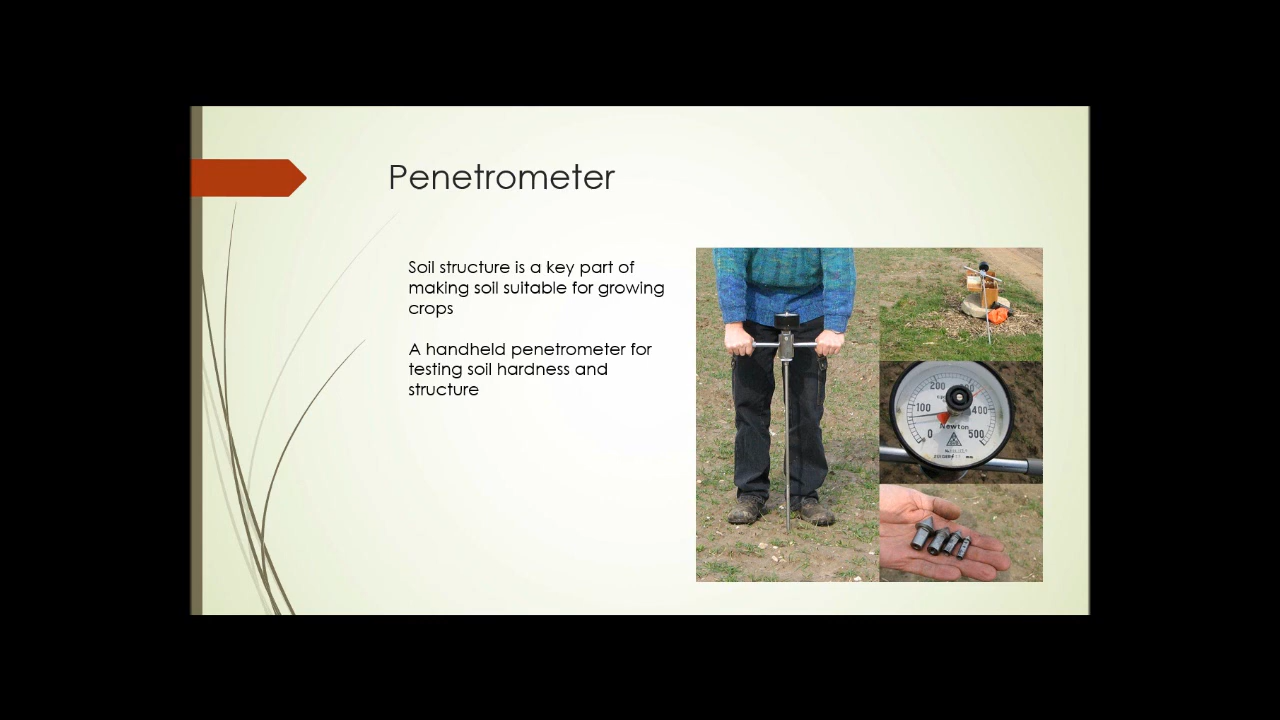 Penetrometer
Soil structure is a key part of
making soil suitable for growing
crops
A handheld penetrometer for
testing soil hardness and
structure
200
100
400
Newton
0
500